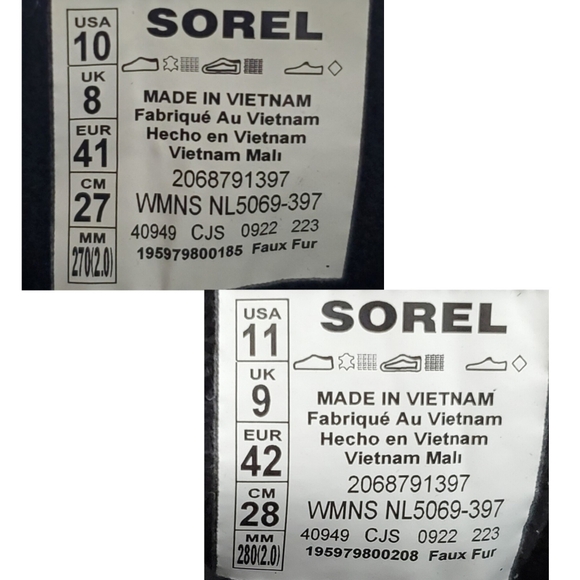 USA
10
UK
8
EUR
41
CM
27
MM
270(2.0)
SOREL
MADE IN VIETNAM
Fabriqué Au Vietnam
Hecho en Vietnam
Vietnam Malı
2068791397
WMNS NL5069-397
40949 CJS 0922 223
195979800185 Faux Fur
USA
11
UK
9
EUR
42
CM
28
MM
280(2.0)
SOREL
MADE IN VIETNAM
Fabriqué Au Vietnam
Hecho en Vietnam
Vietnam Malı
2068791397
WMNS NL5069-397
40949 CJS 0922 223
195979800208 Faux Fur